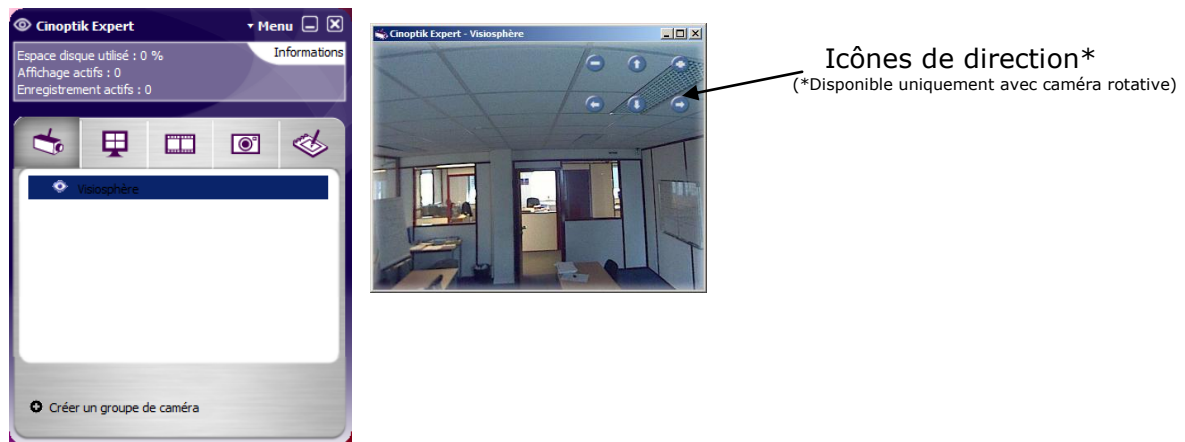 Cinoptik Expert
Menu
Informations
Espace disque utilisé : 0 %
Affichage actifs : 0
Enregistrement actifs : 0
Visiosphère
Créer un groupe de caméra
Cinoptik Expert - Visiosphère
Icônes de direction*
(*Disponible uniquement avec caméra rotative)